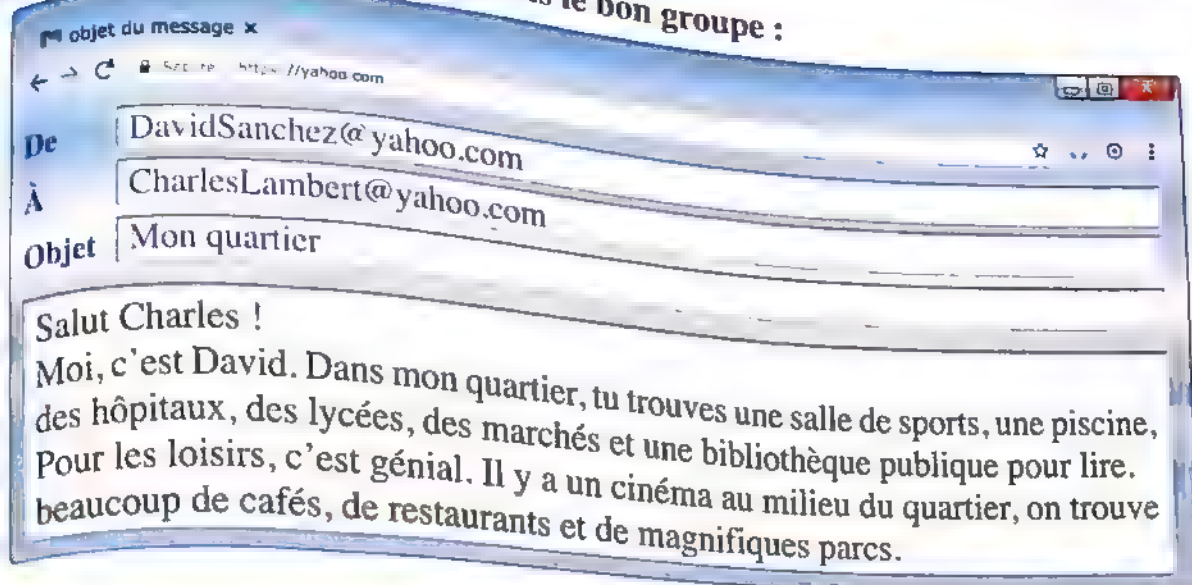 le bon groupe :
objet du message x
//yahoo.com
De DavidSanchez@yahoo.com
À CharlesLambert@yahoo.com
Objet Mon quartier
Salut Charles !
Moi, c'est David. Dans mon quartier, tu trouves une salle de sports, une piscine,
des hôpitaux, des lycées, des marchés et une bibliothèque publique pour lire.
Pour les loisirs, c'est génial. Il y a un cinéma au milieu du quartier, on trouve
beaucoup de cafés, de restaurants et de magnifiques parcs.